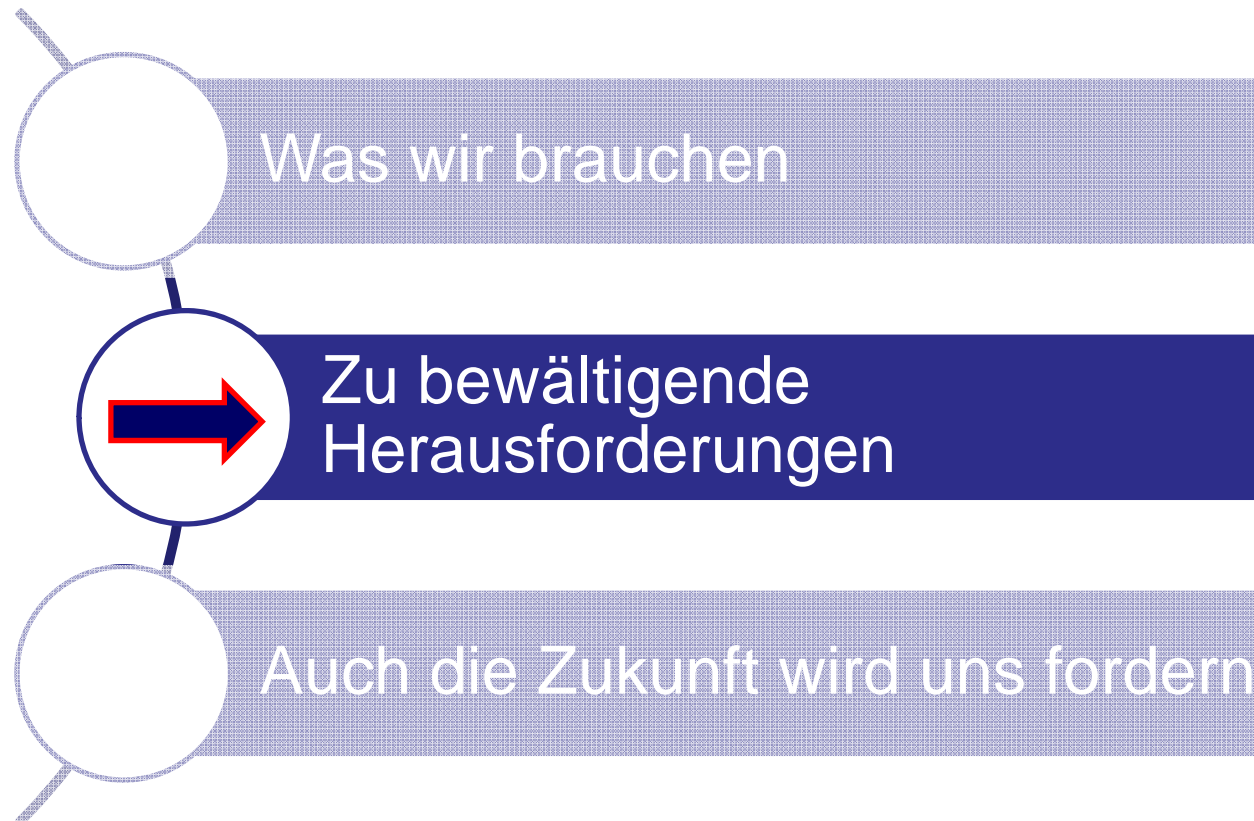 Was wir brauchen
Zu bewältigende
Herausforderungen
Auch die Zukunft wird uns fordern